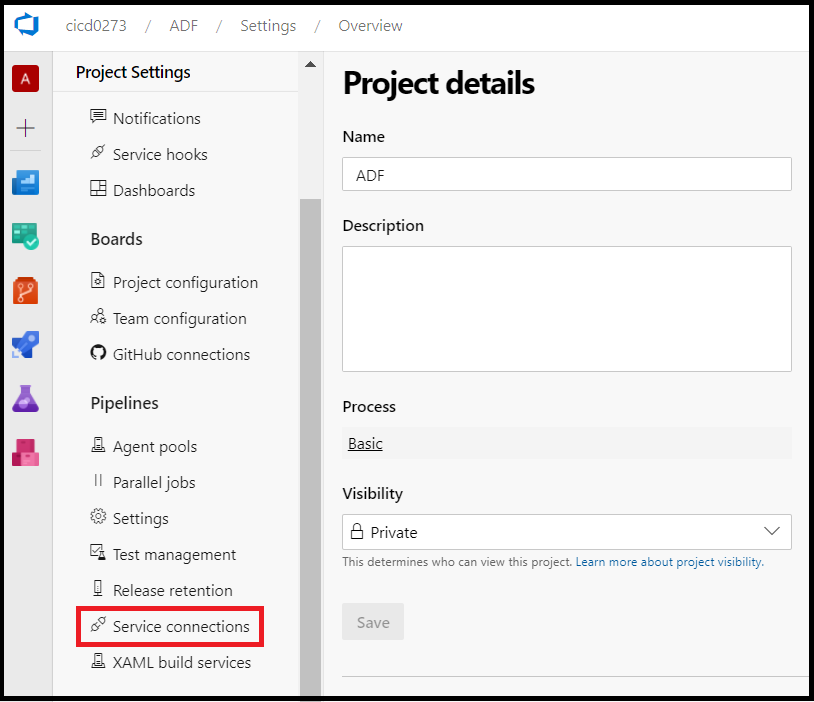 cicd0273 / ADF / Settings / Overview
A
Project Settings
Notifications
Service hooks
Dashboards
Boards
Project configuration
Team configuration
GitHub connections
Pipelines
Agent pools
Parallel jobs
Settings
Test management
Release retention
Service connections
XAML build services
Project details
Name
ADF
Description
Process
Basic
Visibility
Private
This determines who can view this project. Learn more about project visibility.
Save